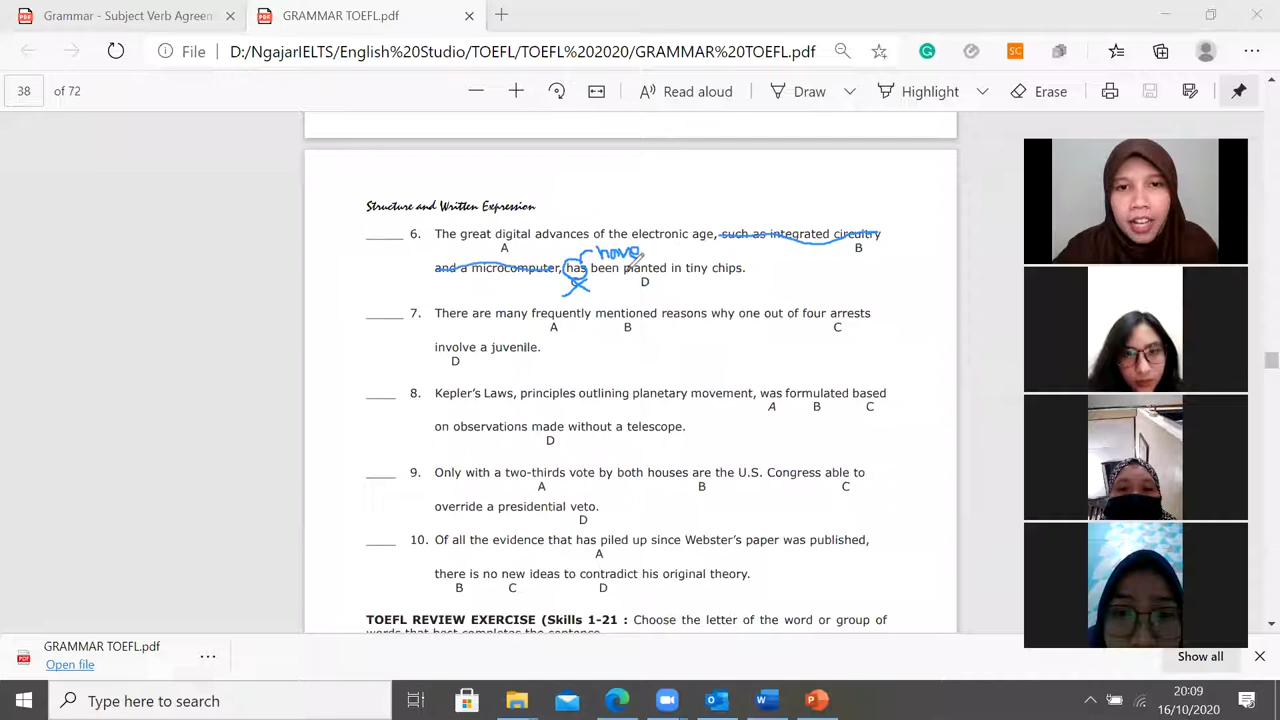 Grammar - Subject Verb Agreem
GRAMMAR TOEFL.pdf
File
D:/NgajarIELTS/English%20Studio/TOEFL/TOEFL%202020/GRAMMAR%20TOEFL.pdf
SC
38 of 72
Read aloud
Draw
Highlight
Erase
Structure and Written Expression
_____ 6. The great digital advances of the electronic age, such as integrated circuitry
A B
have
and a microcomputer, has been planted in tiny chips.
D
_____ 7. There are many frequently mentioned reasons why one out of four arrests
A B C
involve a juvenile.
D
____ 8. Kepler's Laws, principles outlining planetary movement, was formulated based
A B C
on observations made without a telescope.
D
____ 9. Only with a two-thirds vote by both houses are the U.S. Congress able to
A B C
override a presidential veto.
D
____ 10. Of all the evidence that has piled up since Webster's paper was published,
A
there is no new ideas to contradict his original theory.
B C D
TOEFL REVIEW EXERCISE (Skills 1-21 : Choose the letter of the word or group of
words that best completes the sentence.
GRAMMAR TOEFL.pdf
Open file
Show all
Type here to search
20:09
16/10/2020